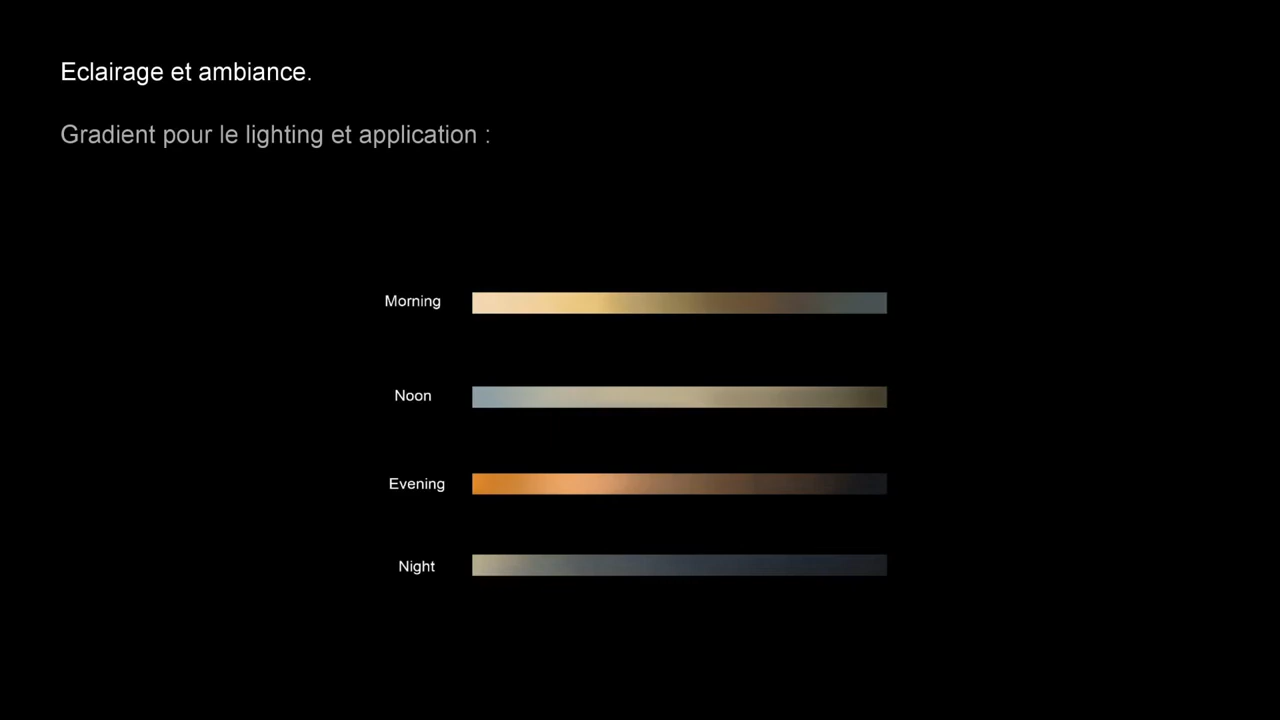 Eclairage et ambiance.
Gradient pour le lighting et application :
Morning
Noon
Evening
Night